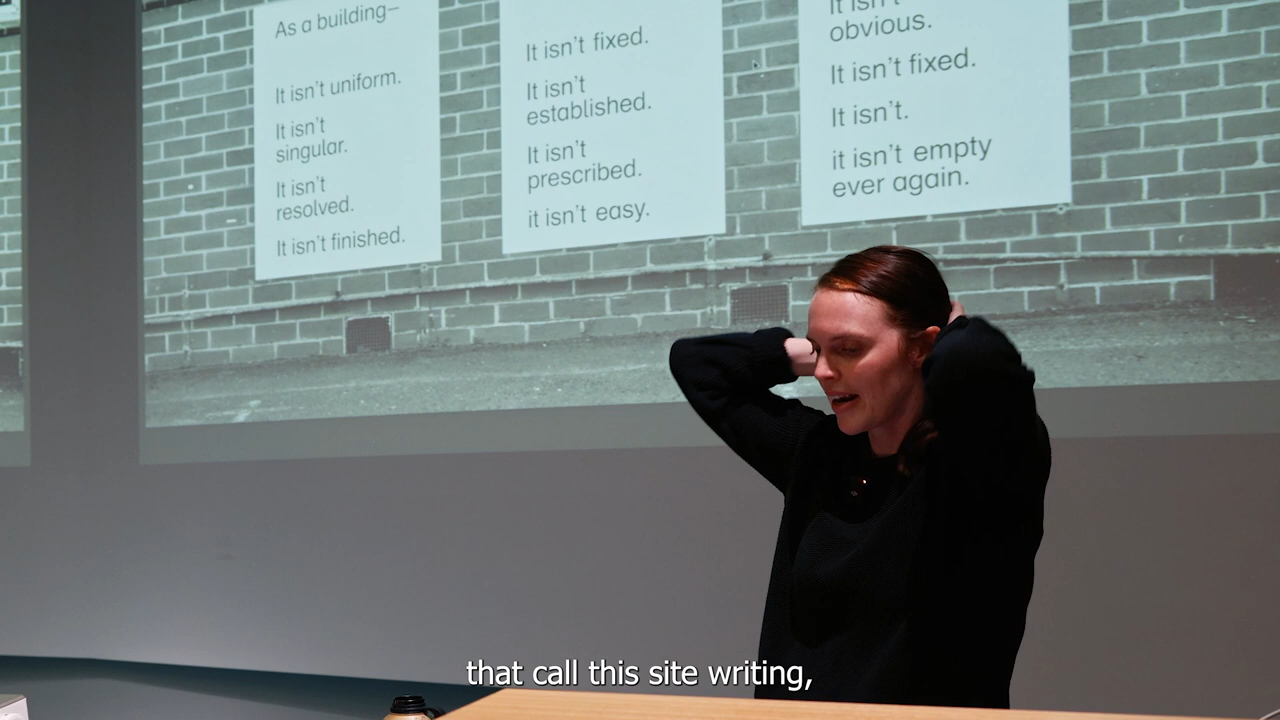 As a building–
It isn't uniform.
It isn't
singular.
It isn't
resolved.
It isn't finished.
It isn't fixed.
It isn't
established.
It isn't
prescribed.
it isn't easy.
It isn't
obvious.
It isn't fixed.
It isn't.
it isn't empty
ever again.
that call this site writing,